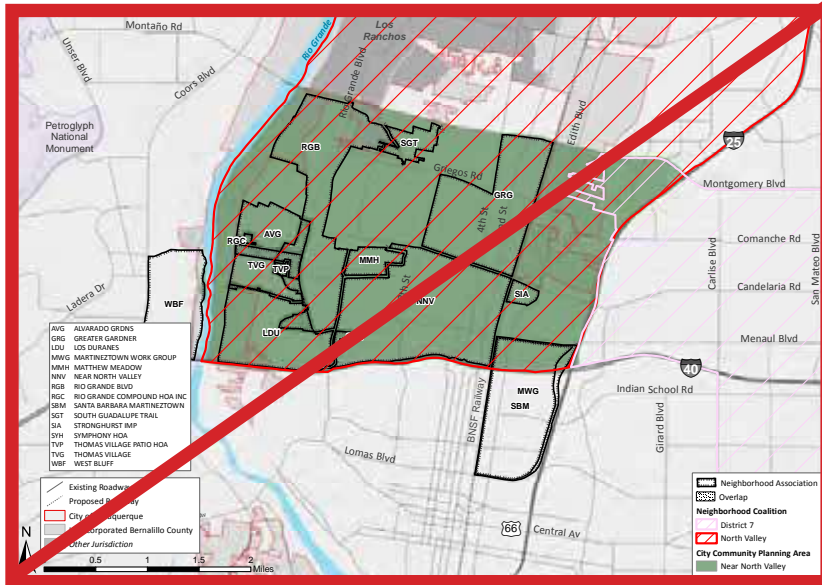 Montaño Rd
Los
Ranchos
Unser Blvd
Coors Blvd
Rio Grande
Rio Grande Blvd
Edith Blvd
Petroglyph
National
Monument
25
RGB
SGT
Griegos Rd
GRG
Montgomery Blvd
4th St
2nd St
RGC
AVG
Comanche Rd
TVG
TVP
MMH
Carlise Blvd
San Mateo Blvd
Ladera Dr
WBF
SIA
Candelaria Rd
NNV
LDU
Menaul Blvd
40
AVG ALVARADO GRDNS
GRG GREATER GARDNER
LDU LOS DURANES
MWG MARTINEZTOWN WORK GROUP
MMH MATTHEW MEADOW
NNV NEAR NORTH VALLEY
RGB RIO GRANDE BLVD
RGC RIO GRANDE COMPOUND HOA INC
SBM SANTA BARBARA MARTINEZTOWN
SGT SOUTH GUADALUPE TRAIL
SIA STRONGHURST IMP
SYH SYMPHONY HOA
TVP THOMAS VILLAGE PATIO HOA
TVG THOMAS VILLAGE
WBF WEST BLUFF
MWG
SBM
BNSF Railway
Indian School Rd
Girard Blvd
Lomas Blvd
66
Central Av
Existing Roadway
Proposed
City of Albuquerque
Bernalillo County
Other Jurisdiction
N
0.5 1 2
Miles
Neighborhood Association
Overlap
Neighborhood Coalition
District 7
North Valley
City Community Planning Area
Near North Valley